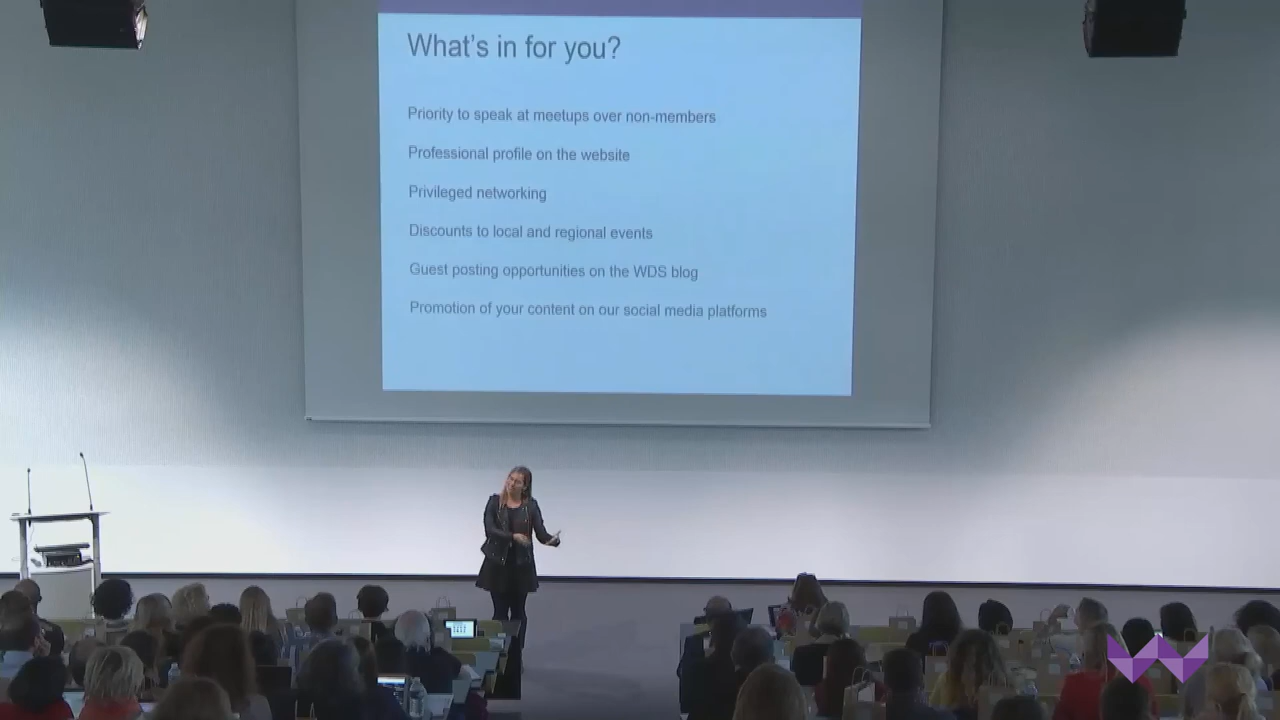 What's in for you?
Priority to speak at meetups over non-members
Professional profile on the website
Privileged networking
Discounts to local and regional events
Guest posting opportunities on the WDS blog
Promotion of your content on our social media platforms